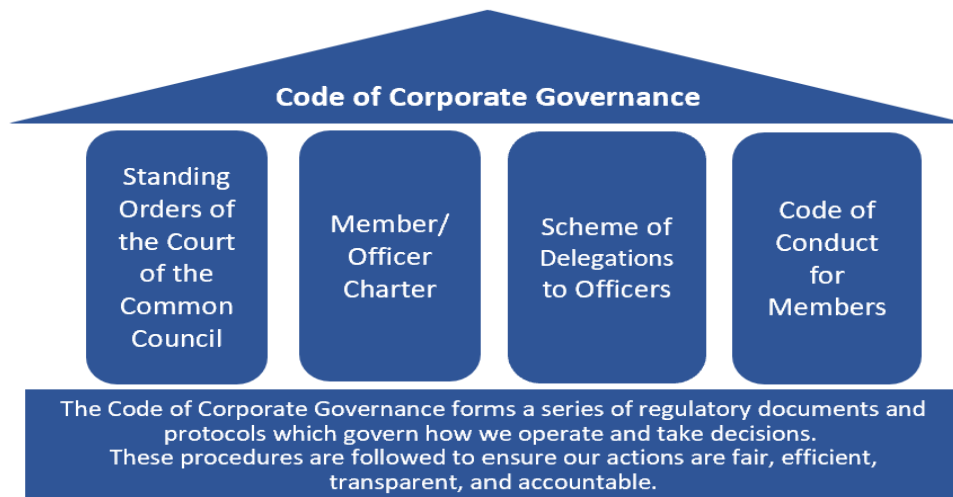 Code of Corporate Governance
Standing
Orders of
the Court
of the
Common
Council
Member/
Officer
Charter
Scheme of
Delegations
to Officers
Code of
Conduct
for
Members
The Code of Corporate Governance forms a series of regulatory documents and
protocols which govern how we operate and take decisions.
These procedures are followed to ensure our actions are fair, efficient,
transparent, and accountable.